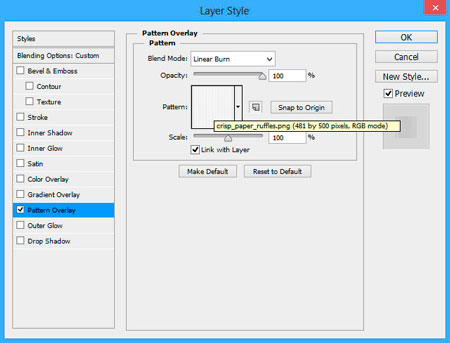 Layer Style
Styles
Blending Options: Custom
Bevel & Emboss
Contour
Texture
Stroke
Inner Shadow
Inner Glow
Satin
Color Overlay
Gradient Overlay
Pattern Overlay
Outer Glow
Drop Shadow
Pattern Overlay
Pattern
Blend Mode: Linear Burn
Opacity: 100 %
Pattern: Snap to Origin
crisp_paper_ruffles.png (481 by 500 pixels, RGB mode)
Scale: 100 %
Link with Layer
Make Default Reset to Default
OK
Cancel
New Style...
Preview